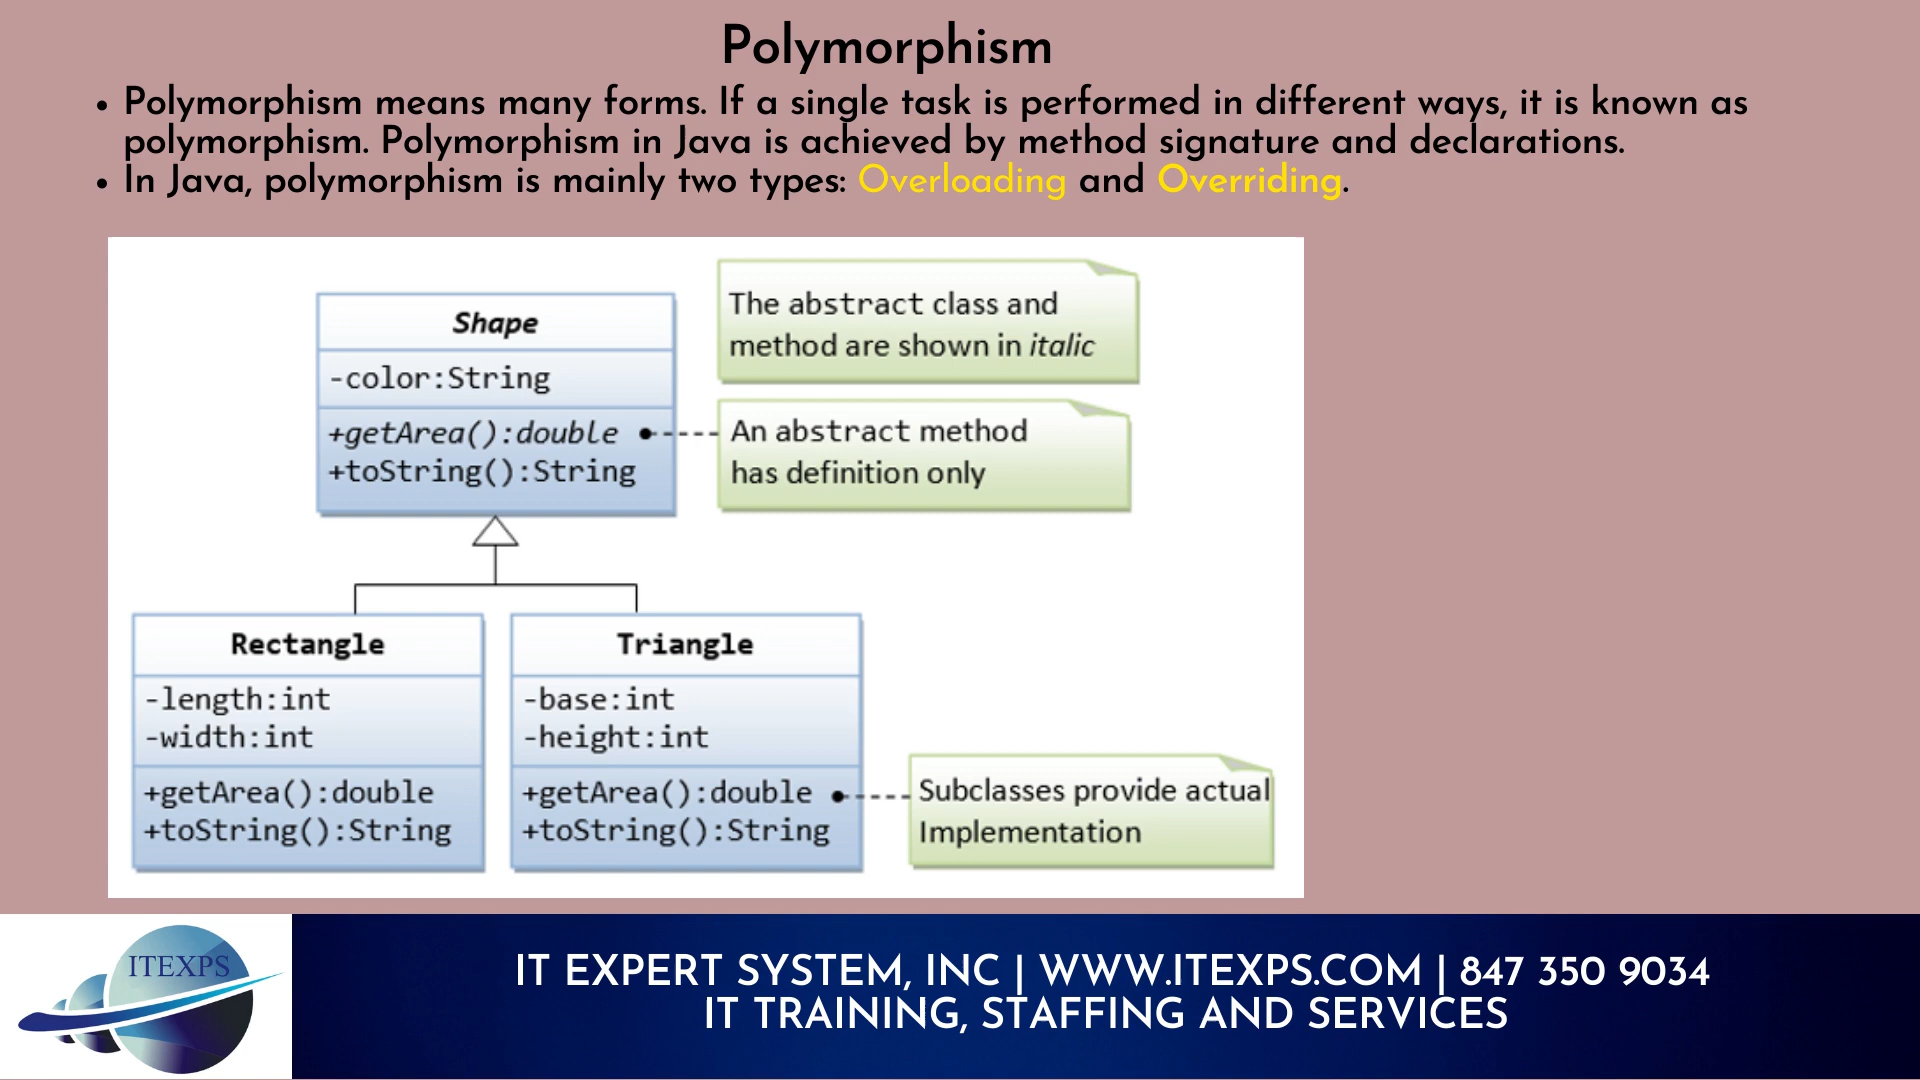 Polymorphism
• Polymorphism means many forms. If a single task is performed in different ways, it is known as
polymorphism. Polymorphism in Java is achieved by method signature and declarations.
• In Java, polymorphism is mainly two types: Overloading and Overriding.
Shape
-color:String
+getArea():double
+toString():String
The abstract class and
method are shown in italic
An abstract method
has definition only
Rectangle
-length:int
-width:int
+getArea():double
+toString():String
Triangle
-base:int
-height:int
+getArea():double
+toString():String
Subclasses provide actual
Implementation
ITEXPS
IT EXPERT SYSTEM, INC | WWW.ITEXPS.COM | 847 350 9034
IT TRAINING, STAFFING AND SERVICES